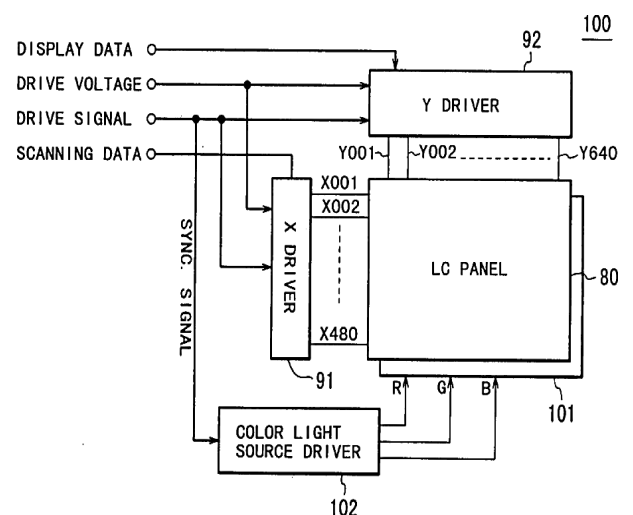 100
DISPLAY DATA
92
DRIVE VOLTAGE
Y DRIVER
DRIVE SIGNAL
SCANNING DATA
Y001 Y002 Y640
X001
X002
X DRIVER
LC PANEL
80
SYNC. SIGNAL
X480
91
R G B
101
COLOR LIGHT
SOURCE DRIVER
102